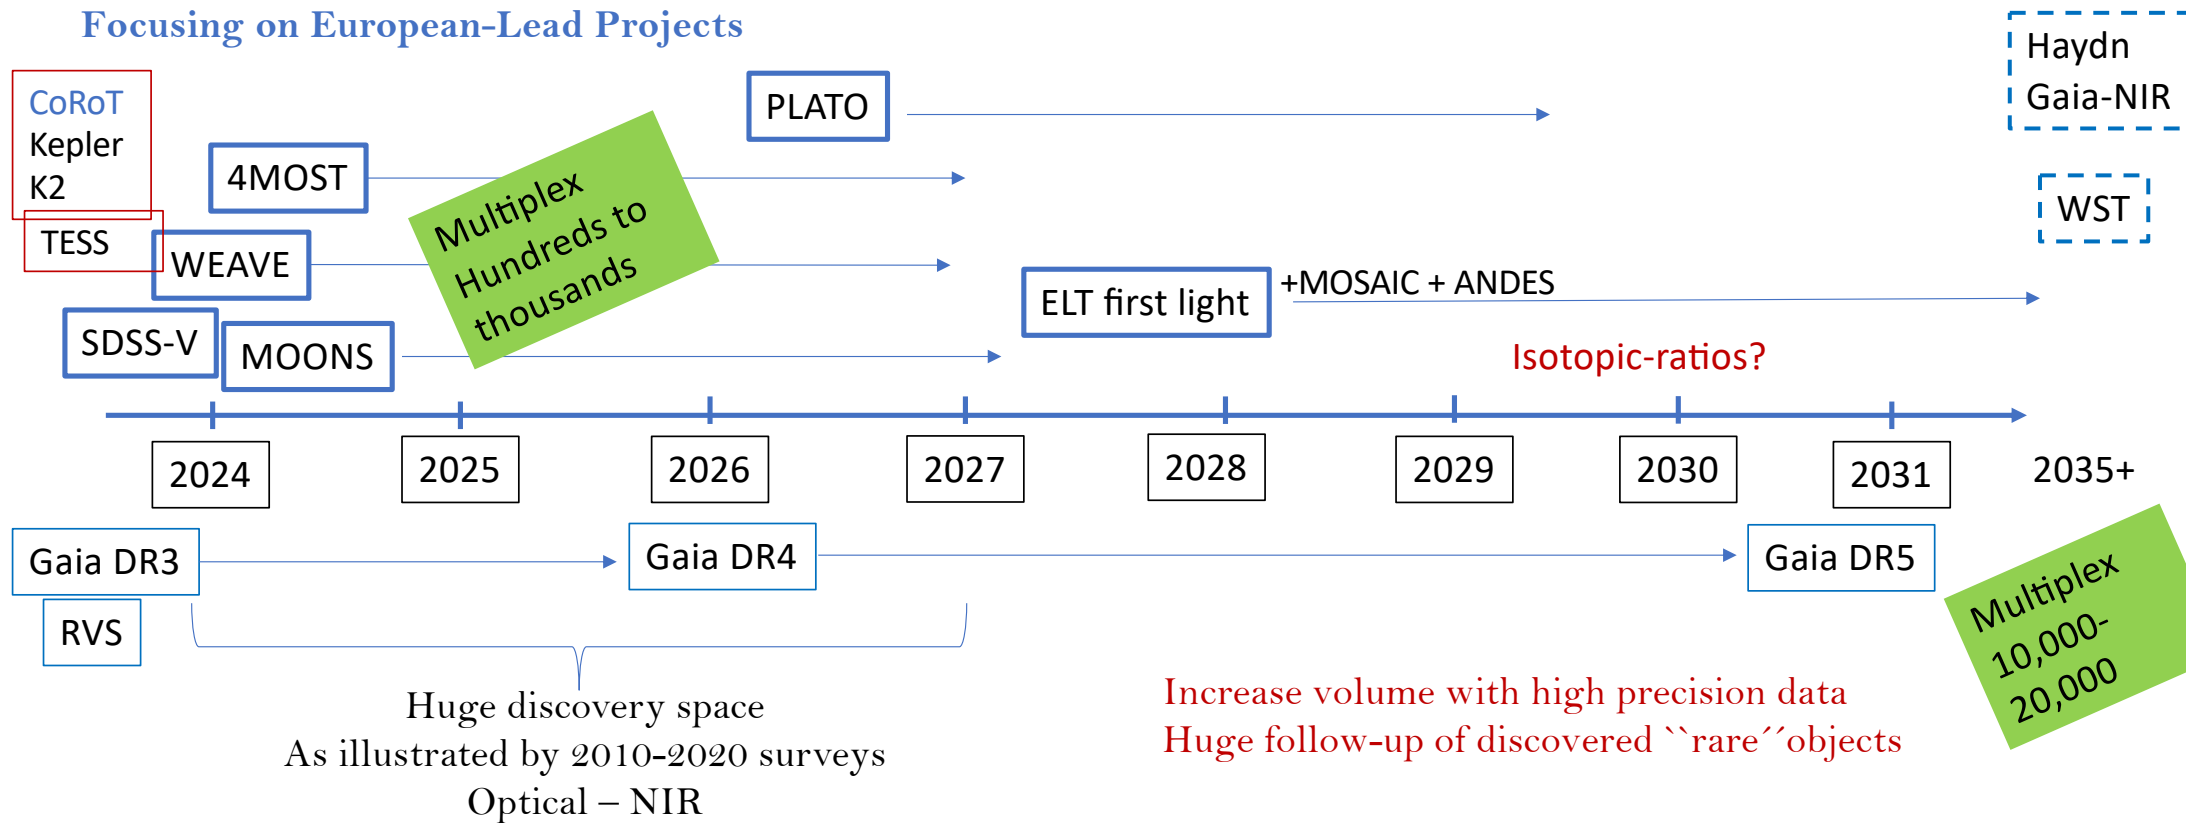 Focusing on European-Lead Projects
CoRoT
Kepler
K2
TESS
4MOST
WEAVE
SDSS-V
MOONS
Multiplex
Hundreds to
thousands
PLATO
ELT first light
+MOSAIC + ANDES
Isotopic-ratios?
Haydn
Gaia-NIR
WST
2024
2025
2026
2027
2028
2029
2030
2031
2035+
Gaia DR3
RVS
Gaia DR4
Gaia DR5
Huge discovery space
As illustrated by 2010-2020 surveys
Optical – NIR
Increase volume with high precision data
Huge follow-up of discovered ``rare´´objects
Multiplex
10,000-
20,000